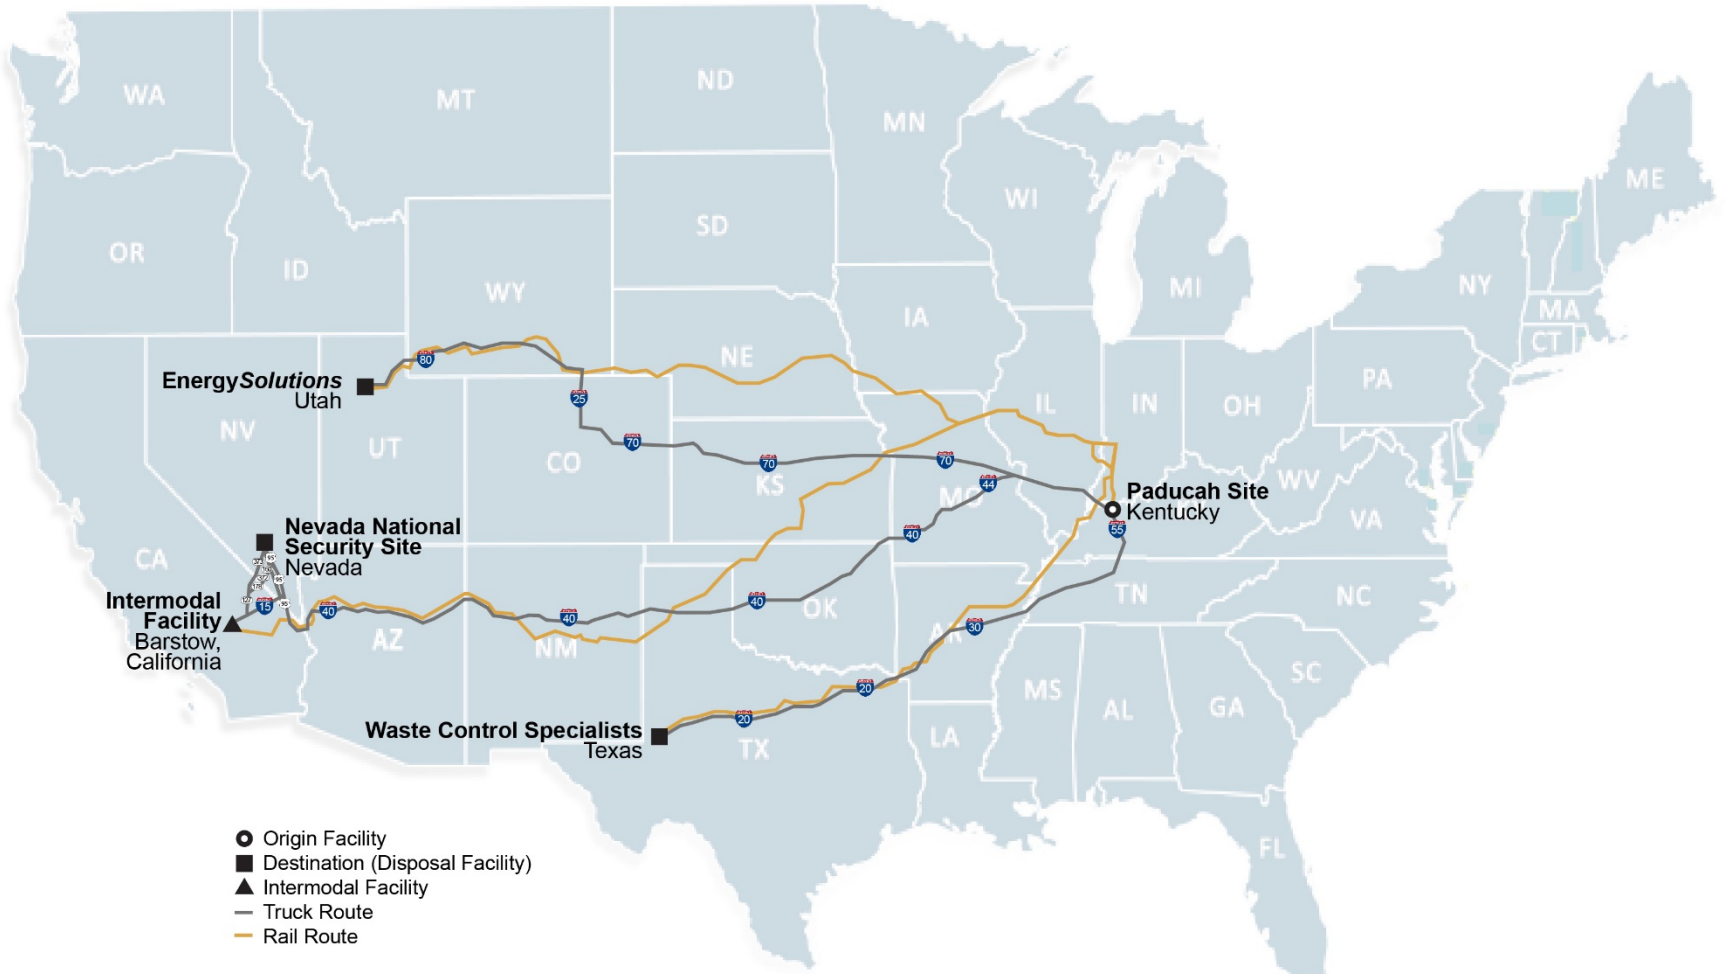 WA
MT
ND
MN
ME
OR
ID
SD
WI
WY
MI
NY
MA
IA
CT
NE
80
PA
EnergySolutions
Utah
25
IL
IN
OH
NV
UT
70
CO
70
70
KS
44
MO
WV
Paducah Site
Kentucky
VA
Nevada National
Security Site
Nevada
40
55
CA
95
95
Intermodal
Facility
Barstow,
California
127
15
95
40
AZ
40
NM
40
OK
TN
NC
AR
30
SC
20
MS
AL
GA
Waste Control Specialists
Texas
20
TX
LA
FL
Origin Facility
Destination (Disposal Facility)
Intermodal Facility
Truck Route
Rail Route